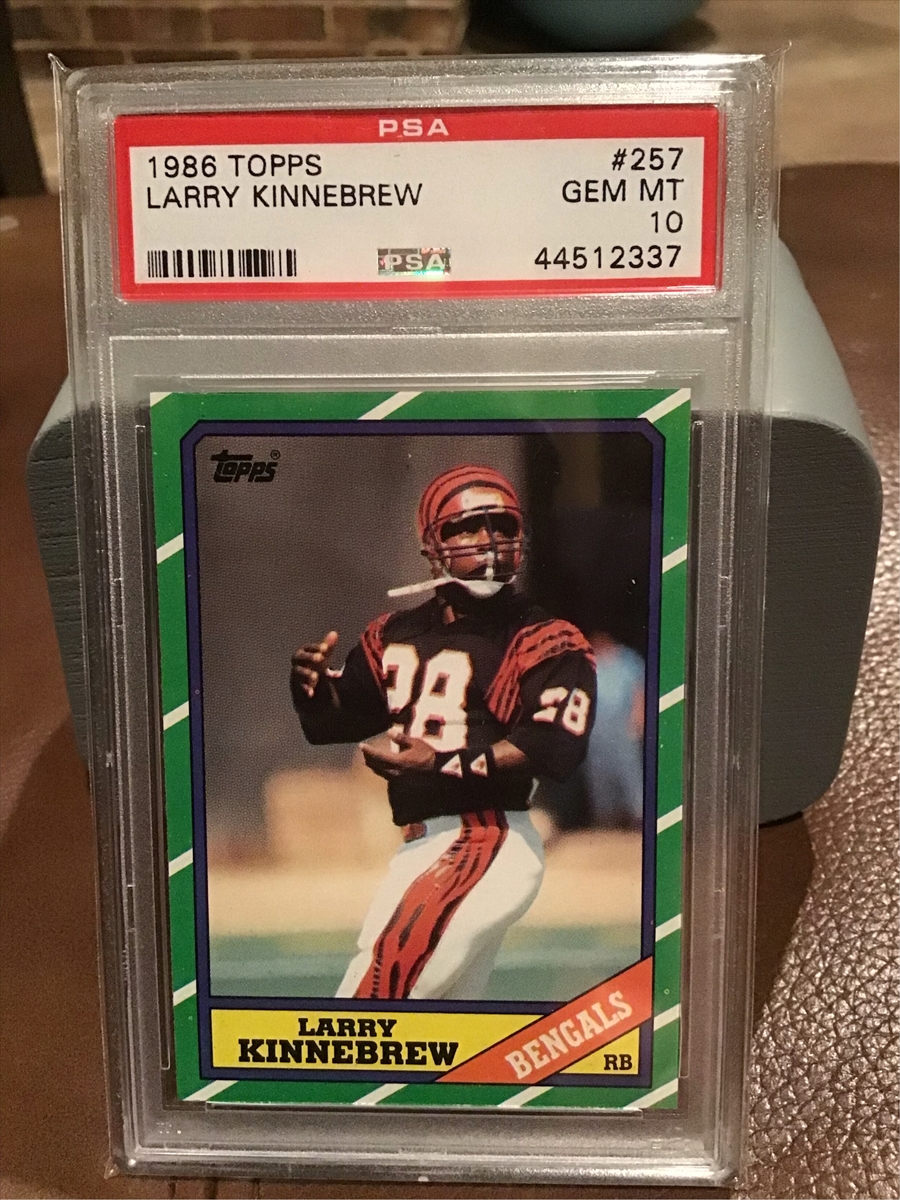 PSA
1986 TOPPS #257
LARRY KINNEBREW GEM MT
10
PSA 44512337
topps®
28
28
LARRY
KINNEBREW
BENGALS
RB